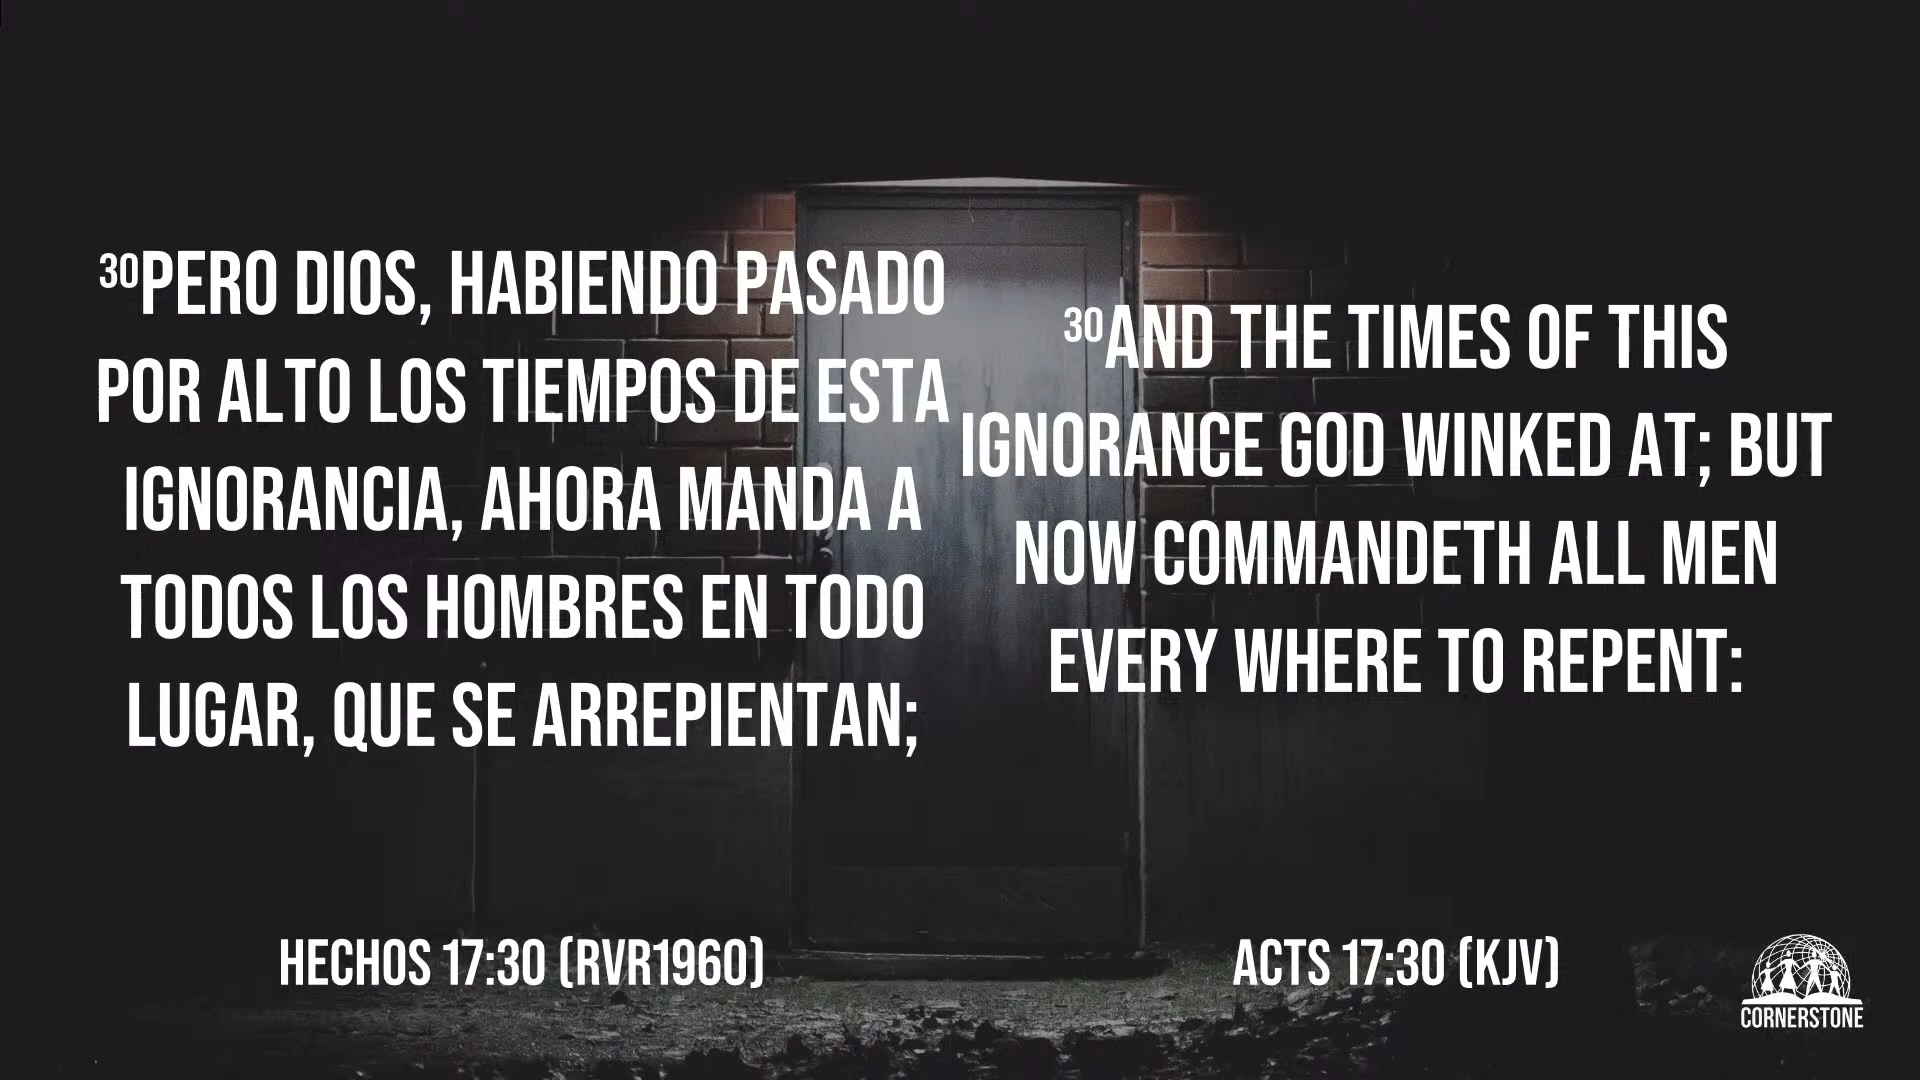 30PERO DIOS, HABIENDO PASADO
POR ALTO LOS TIEMPOS DE ESTA
IGNORANCIA, AHORA MANDA A
TODOS LOS HOMBRES EN TODO
LUGAR, QUE SE ARREPIENTAN;
HECHOS 17:30 (RVR1960)
30AND THE TIMES OF THIS
IGNORANCE GOD WINKED AT; BUT
NOW COMMANDETH ALL MEN
EVERY WHERE TO REPENT:
ACTS 17:30 (KJV)
CORNERSTONE